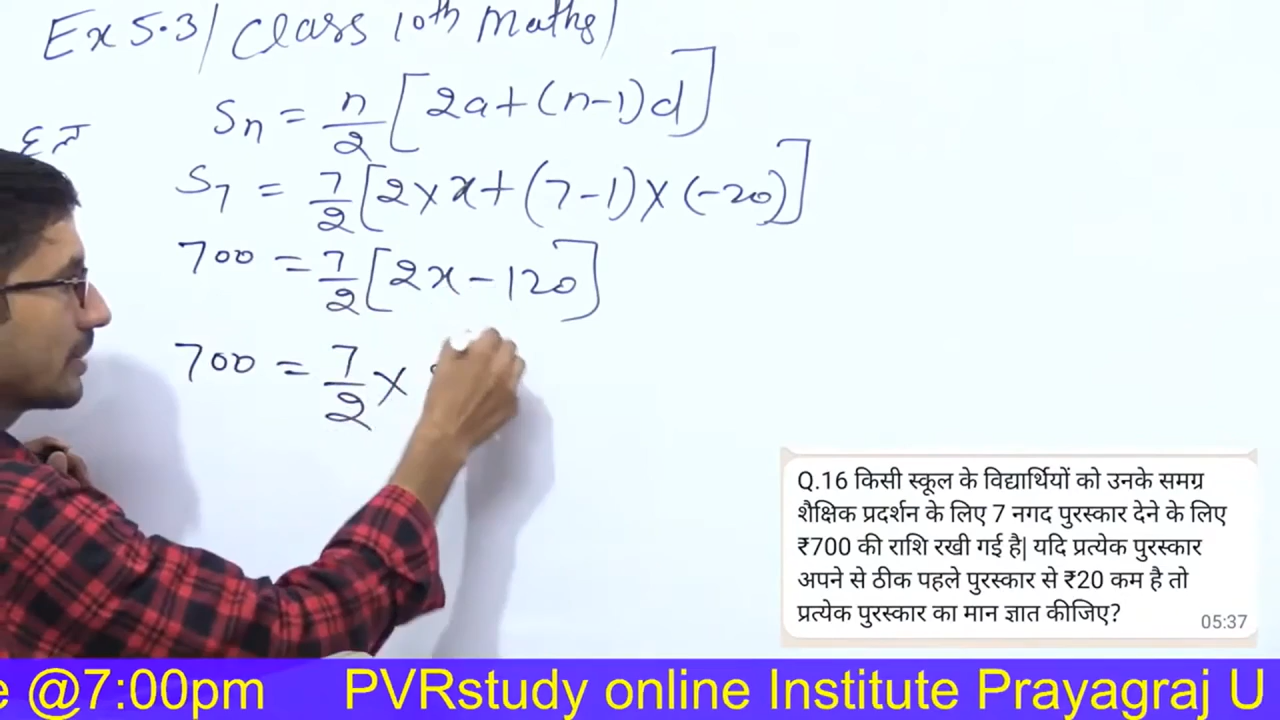 Ex 5.3/ Class 10th Maths/
Sn = n/2 [2a+(n-1)d]
S7 = 7/2 [2×x+(7-1)×(-20)]
700 = 7/2 [2x-120]
700 = 7/2 ×
Q.16 किसी स्कूल के विद्यार्थियों को उनके समग्र
शैक्षिक प्रदर्शन के लिए 7 नगद पुरस्कार देने के लिए
₹700 की राशि रखी गई है| यदि प्रत्येक पुरस्कार
अपने से ठीक पहले पुरस्कार से ₹20 कम है तो
प्रत्येक पुरस्कार का मान ज्ञात कीजिए?
05:37
e @7:00pm PVRstudy online Institute Prayagraj U